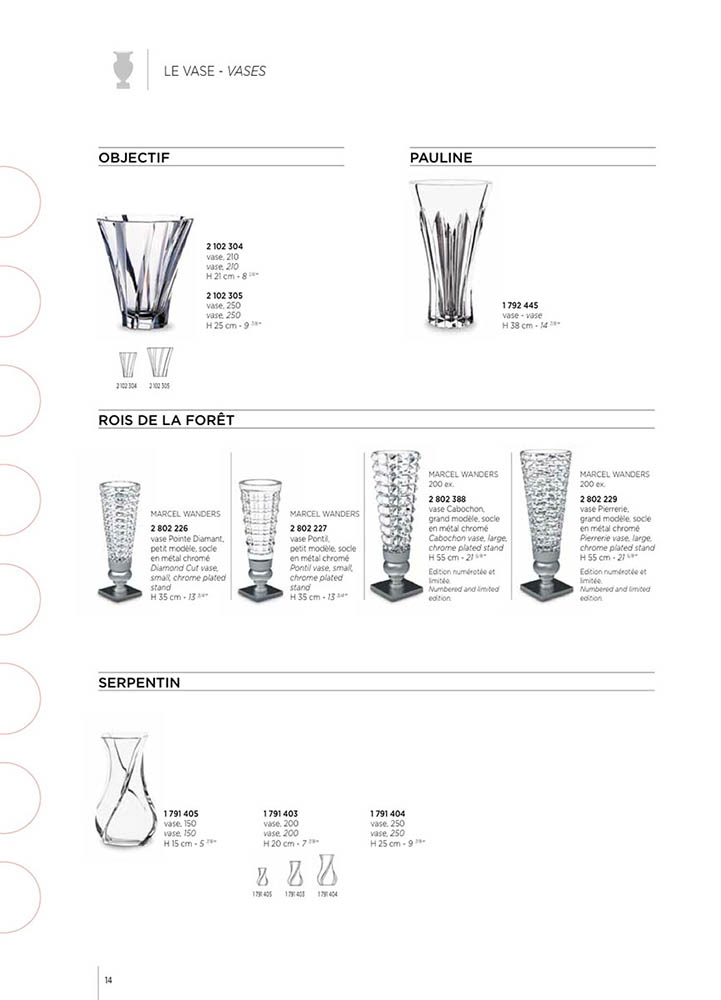 LE VASE - VASES
OBJECTIF
2 102 304
vase, 210
vase, 210
H 21 cm - 8
2 102 305
vase, 250
vase, 250
H 25 cm - 9 7/8"
2 102 304 2 102 305
PAULINE
1 792 445
vase - vase
H 38 cm - 14 7/8"
ROIS DE LA FORÊT
MARCEL WANDERS
2 802 226
vase Pointe Diamant,
petit modèle, socle
en métal chromé
Diamond Cut vase,
small, chrome plated
stand
H 35 cm - 13 3/4"
MARCEL WANDERS
2 802 227
vase Pontil,
petit modèle, socle
en métal chromé
Pontil vase, small,
chrome plated
stand
H 35 cm - 13 3/4"
MARCEL WANDERS
200 ex.
2 802 388
vase Cabochon,
grand modèle, socle
en métal chromé
Cabochon vase, large,
chrome plated stand
H 55 cm - 21 5/8"
Edition numérotée et
limitée.
Numbered and limited
edition.
MARCEL WANDERS
200 ex.
2 802 229
vase Pierrerie,
grand modèle, socle
en métal chromé
Pierrerie vase, large,
chrome plated stand
H 55 cm - 21 5/8"
Edition numérotée et
limitée.
Numbered and limited
edition.
SERPENTIN
1 791 405
vase, 150
vase, 150
H 15 cm - 5 7/8"
1 791 403
vase, 200
vase, 200
H 20 cm - 7 7/8"
1 791 404
vase, 250
vase, 250
H 25 cm - 9 7/8"
1 791 405 1 791 403 1 791 404
14